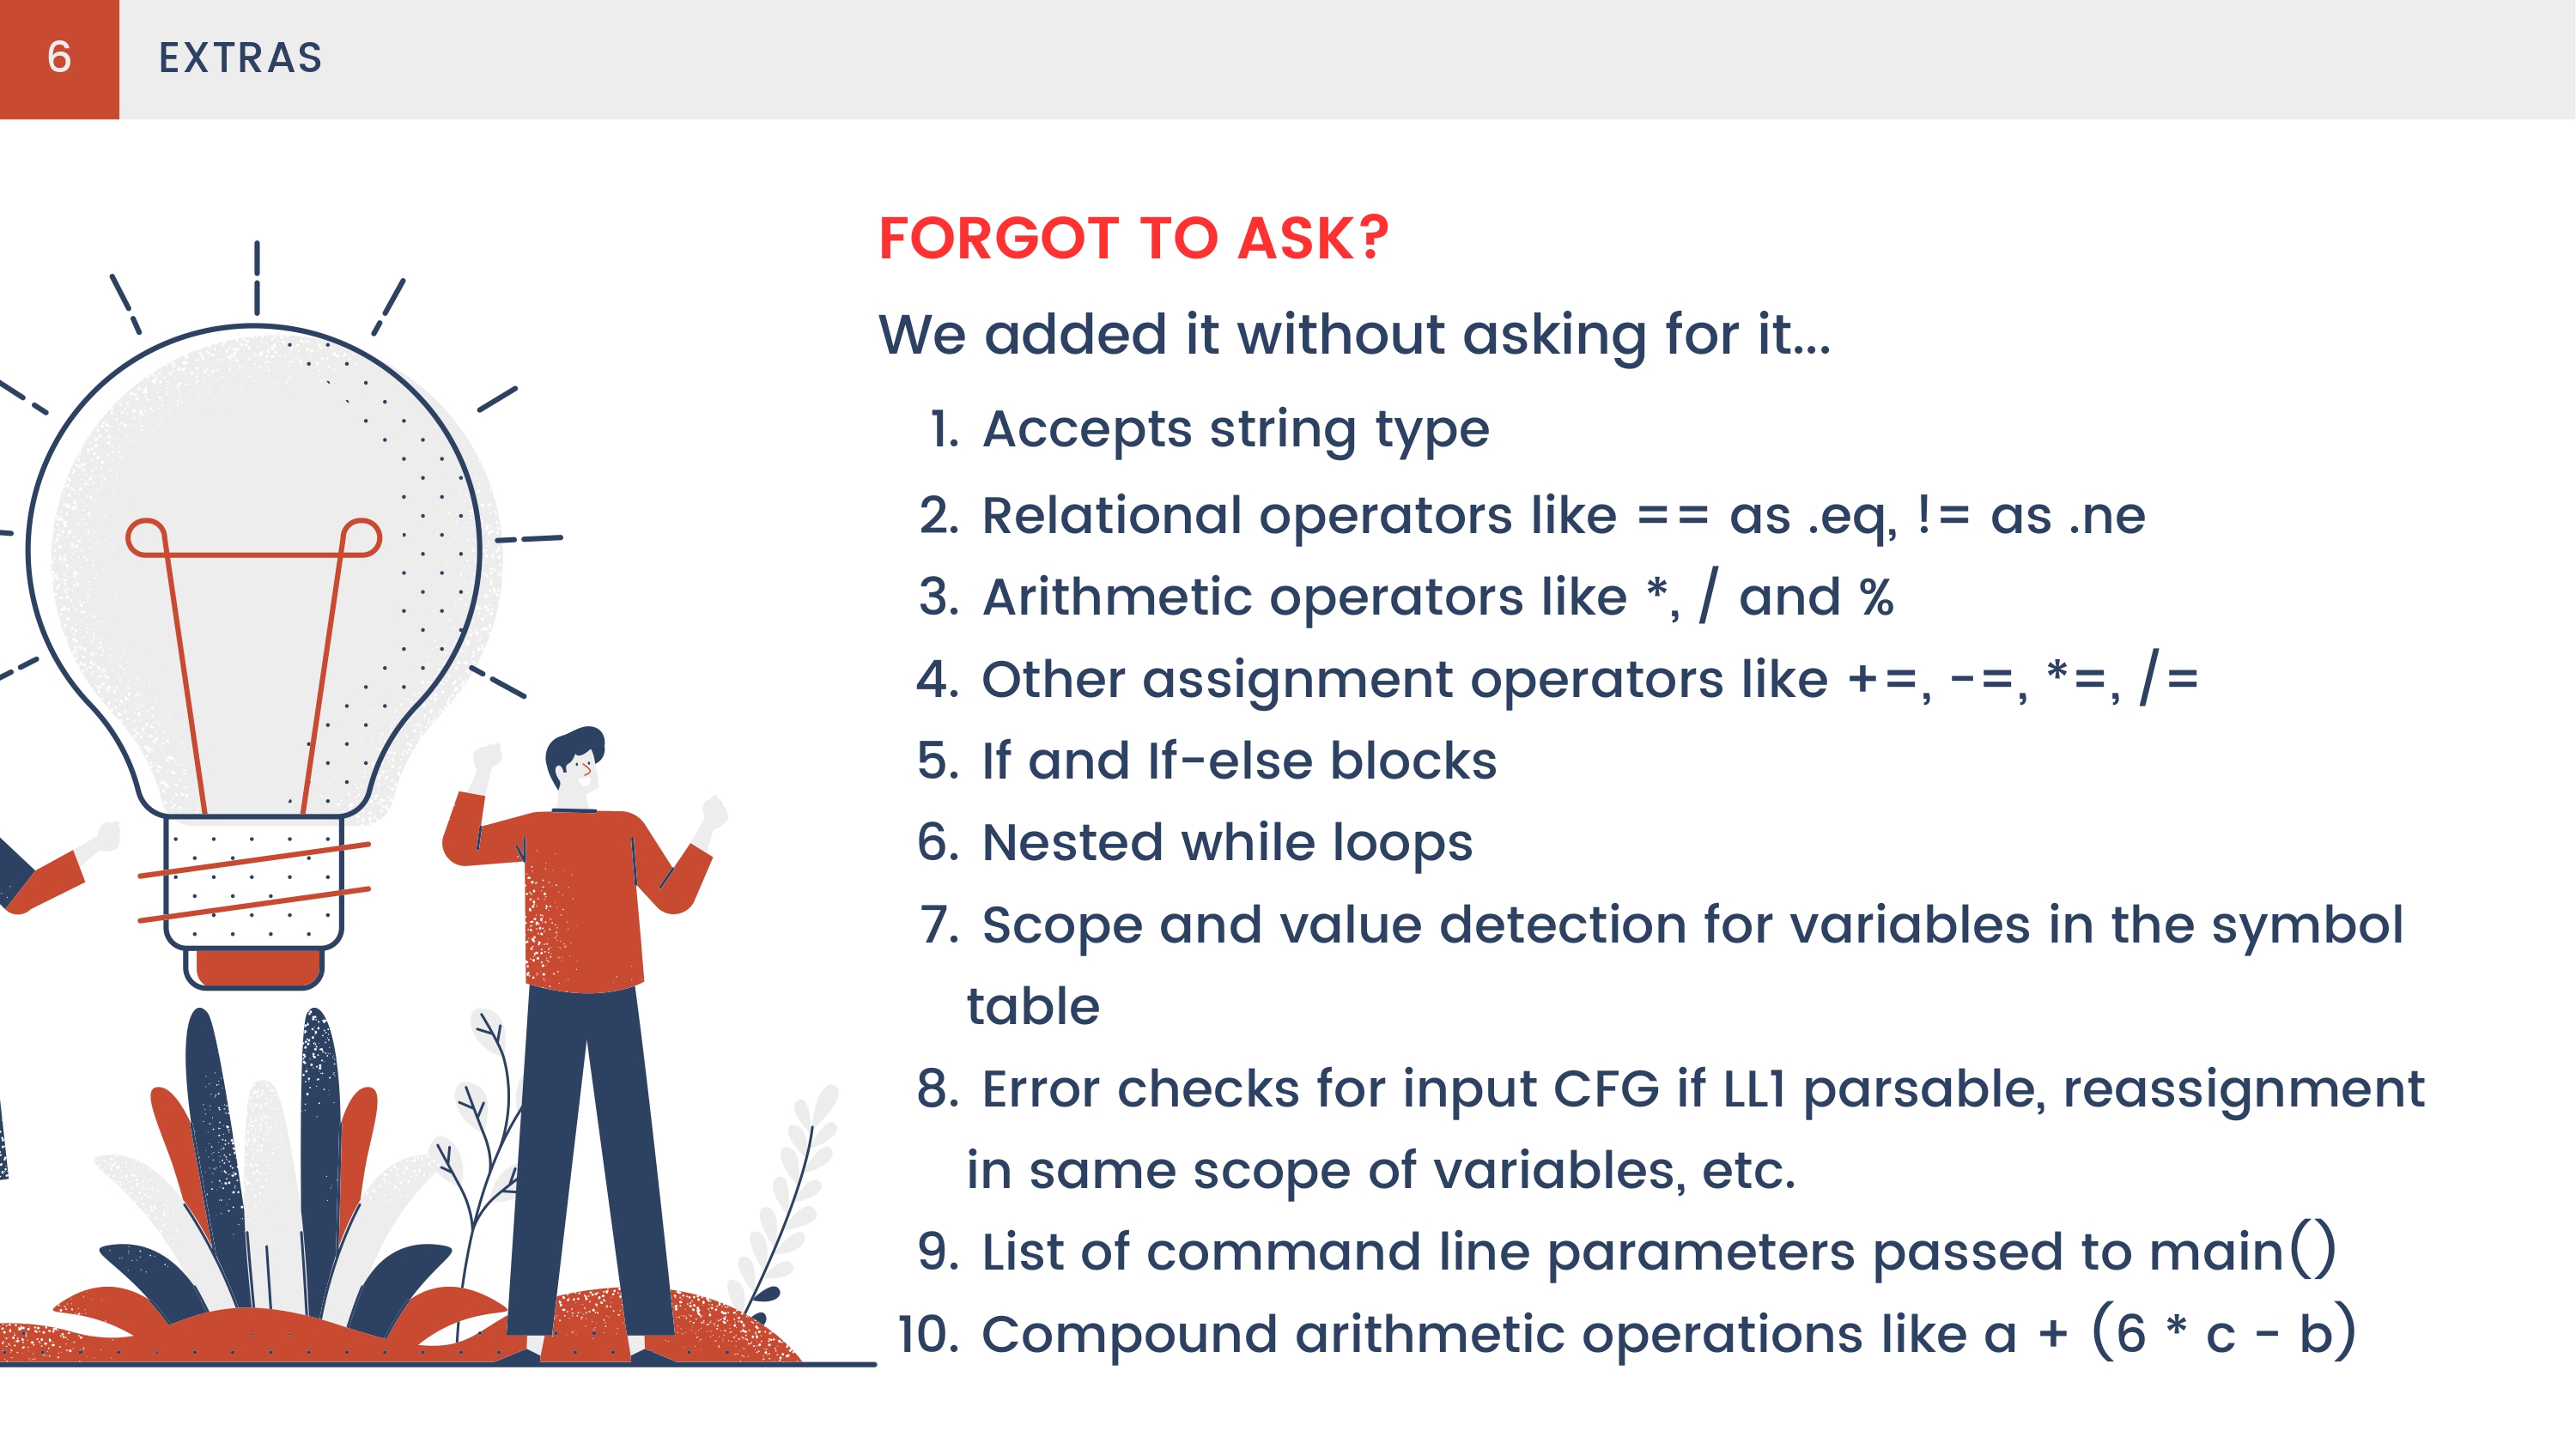 6 EXTRAS
FORGOT TO ASK?
We added it without asking for it...
1. Accepts string type
2. Relational operators like == as .eq, != as .ne
3. Arithmetic operators like *, / and %
4. Other assignment operators like +=, -=, *=, /=
5. If and If-else blocks
6. Nested while loops
7. Scope and value detection for variables in the symbol
table
8. Error checks for input CFG if LL1 parsable, reassignment
in same scope of variables, etc.
9. List of command line parameters passed to main()
10. Compound arithmetic operations like a + (6 * c - b)